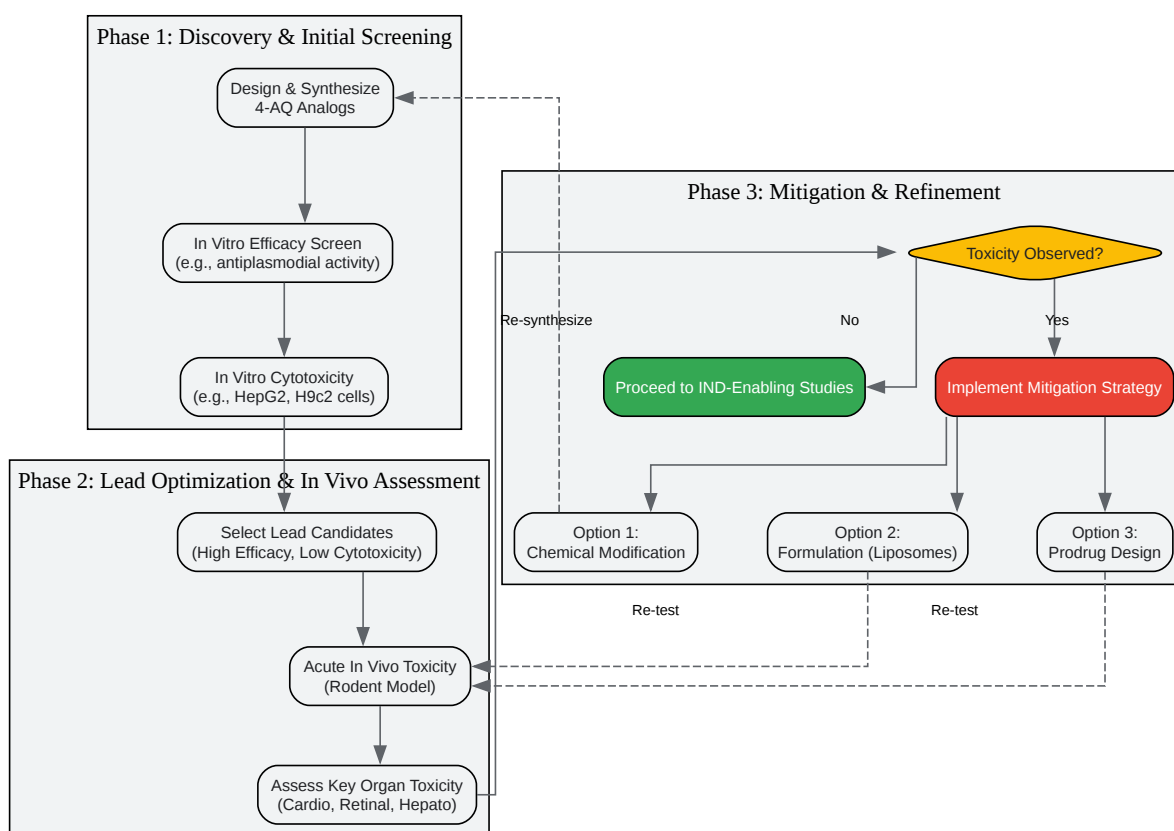 Phase 1: Discovery & Initial Screening
Design & Synthesize
4-AQ Analogs
In Vitro Efficacy Screen
(e.g., antiplasmodial activity)
In Vitro Cytotoxicity
(e.g., HepG2, H9c2 cells)
Phase 2: Lead Optimization & In Vivo Assessment
Select Lead Candidates
(High Efficacy, Low Cytotoxicity)
Acute In Vivo Toxicity
(Rodent Model)
Assess Key Organ Toxicity
(Cardio, Retinal, Hepato)
Phase 3: Mitigation & Refinement
Toxicity Observed?
Re-synthesize
No
Yes
Proceed to IND-Enabling Studies
Implement Mitigation Strategy
Option 1:
Chemical Modification
Option 2:
Formulation (Liposomes)
Option 3:
Prodrug Design
Re-test
Re-test